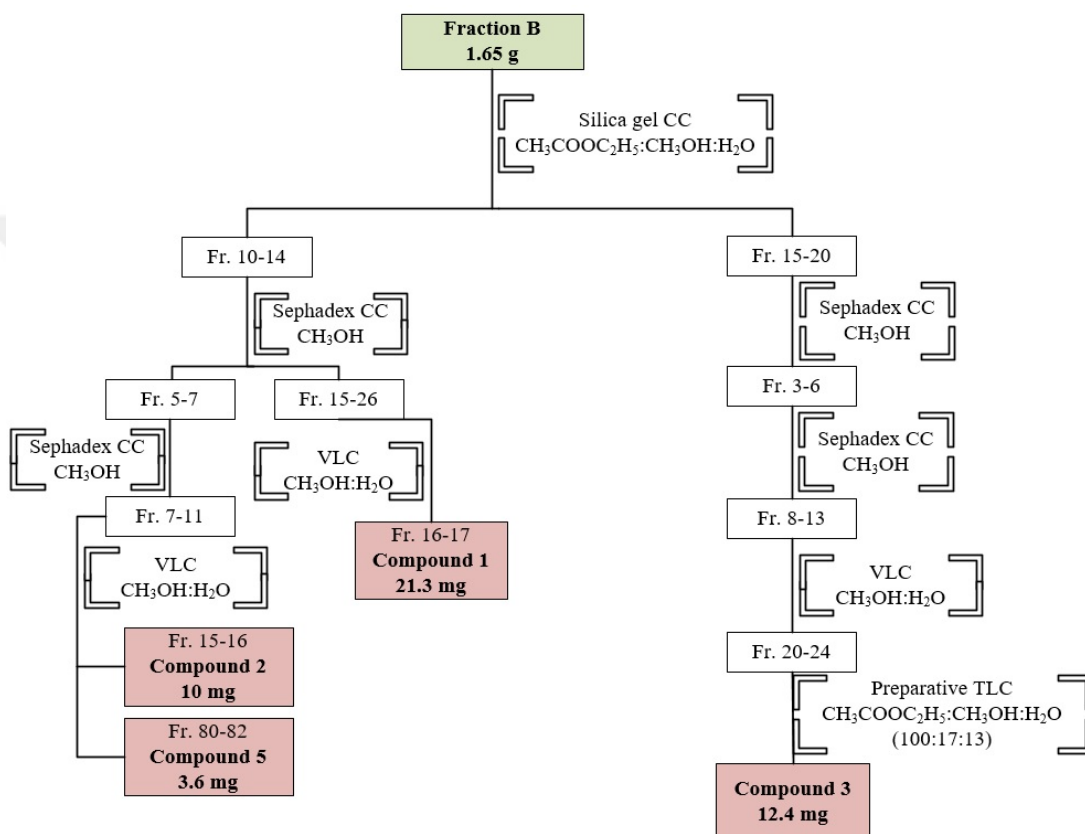 Fraction B
1.65 g
Silica gel CC
CH₃COOC₂H₅:CH₃OH:H₂O
Fr. 10-14
Fr. 15-20
Sephadex CC
CH₃OH
Sephadex CC
CH₃OH
Fr. 5-7
Fr. 15-26
Fr. 3-6
Sephadex CC
CH₃OH
VLC
CH₃OH:H₂O
Sephadex CC
CH₃OH
Fr. 7-11
Fr. 16-17
Compound 1
21.3 mg
Fr. 8-13
VLC
CH₃OH:H₂O
VLC
CH₃OH:H₂O
Fr. 15-16
Compound 2
10 mg
Fr. 20-24
Preparative TLC
CH₃COOC₂H₅:CH₃OH:H₂O
(100:17:13)
Fr. 80-82
Compound 5
3.6 mg
Compound 3
12.4 mg